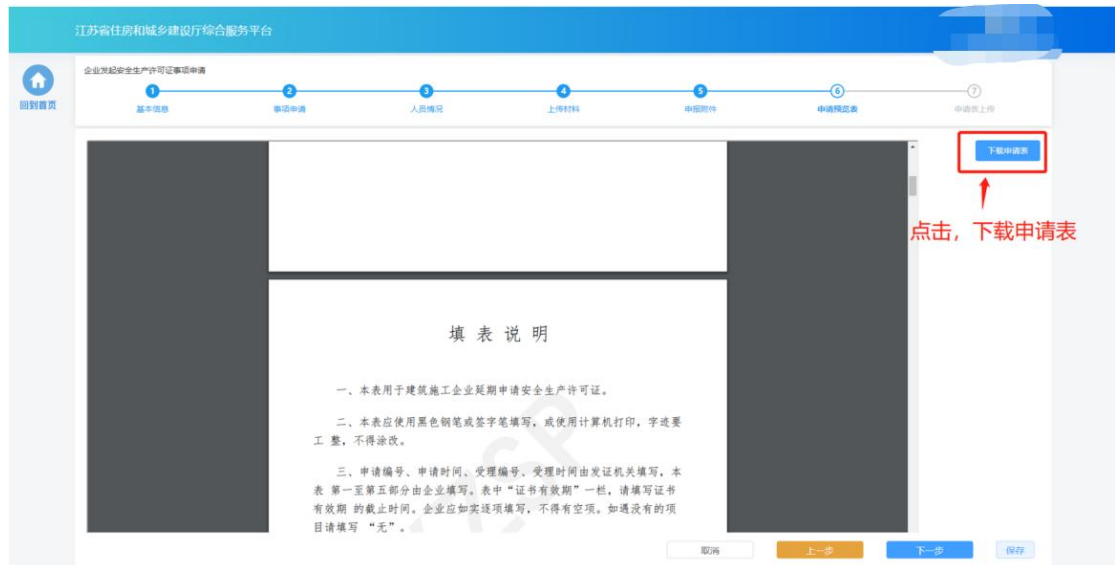 江苏省住房和城乡建设厅综合服务平台
企业发起安全生产许可证事项申请
回到首页
1 2 3 4 5 6 7
基本信息 事项申请 人员情况 上传材料 申报附件 申请预览表 申请表上传
下载申请表
点击，下载申请表
填 表 说 明
一、本表用于建筑施工企业延期申请安全生产许可证。
二、本表应使用黑色钢笔或签字笔填写，或使用计算机打印，字迹要
工 整，不得涂改。
三、申请编号、申请时间、受理编号、受理时间由发证机关填写，本
表 第一至第五部分由企业填写。表中“证书有效期”一栏，请填写证书
有效期 的截止时间。企业应如实逐项填写，不得有空项。如遇没有的项
目请填写 “无”。
取消 上一步 下一步 保存